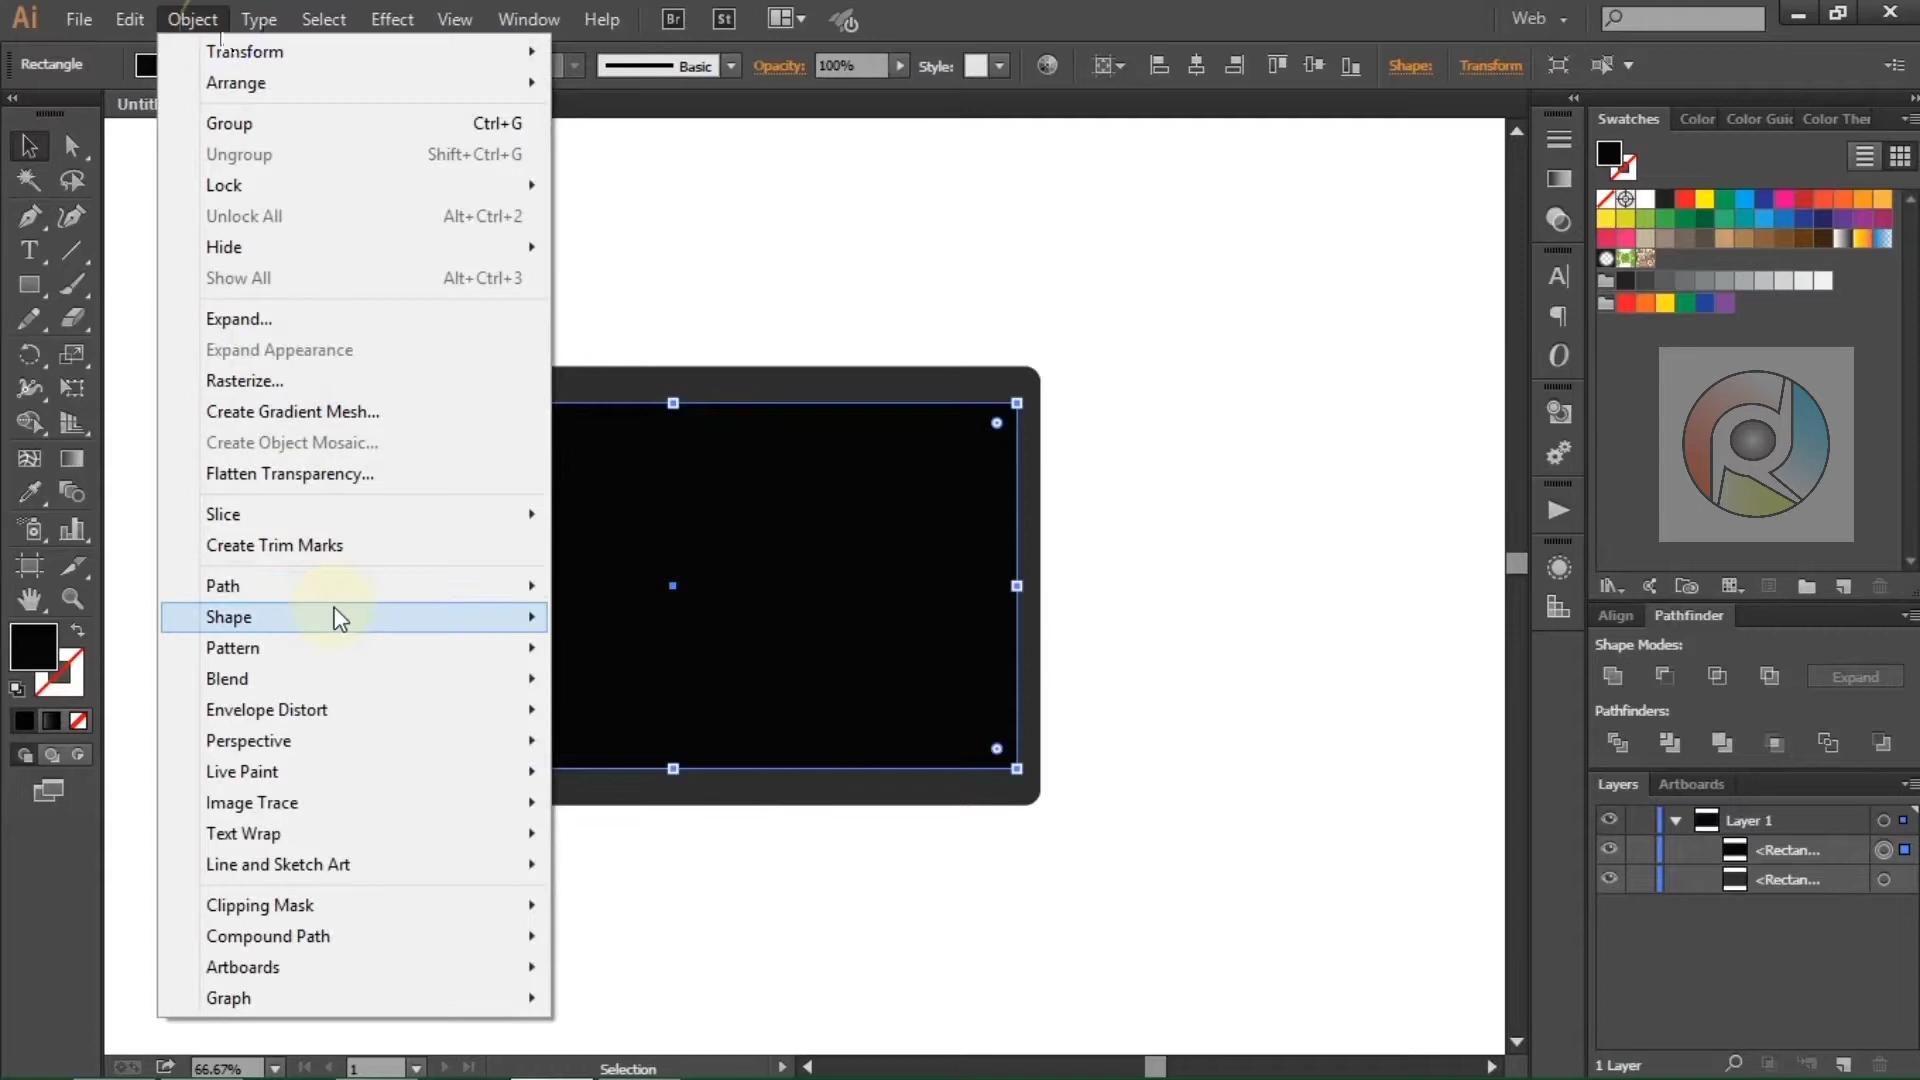 Ai File Edit Object Type Select Effect View Window Help Br St Web
Rectangle Basic Opacity: 100% Style: Shape: Transform
Transform
Arrange
Group Ctrl+G
Ungroup Shift+Ctrl+G
Lock
Unlock All Alt+Ctrl+2
Hide
Show All Alt+Ctrl+3
Expand...
Expand Appearance
Rasterize...
Create Gradient Mesh...
Create Object Mosaic...
Flatten Transparency...
Slice
Create Trim Marks
Path
Shape
Pattern
Blend
Envelope Distort
Perspective
Live Paint
Image Trace
Text Wrap
Line and Sketch Art
Clipping Mask
Compound Path
Artboards
Graph
Swatches Color Color Guic Color Ther
Align Pathfinder
Shape Modes:
Expand
Pathfinders:
Layers Artboards
Layer 1
<Rectan...
<Rectan...
1 Layer
66.67% 1 Selection